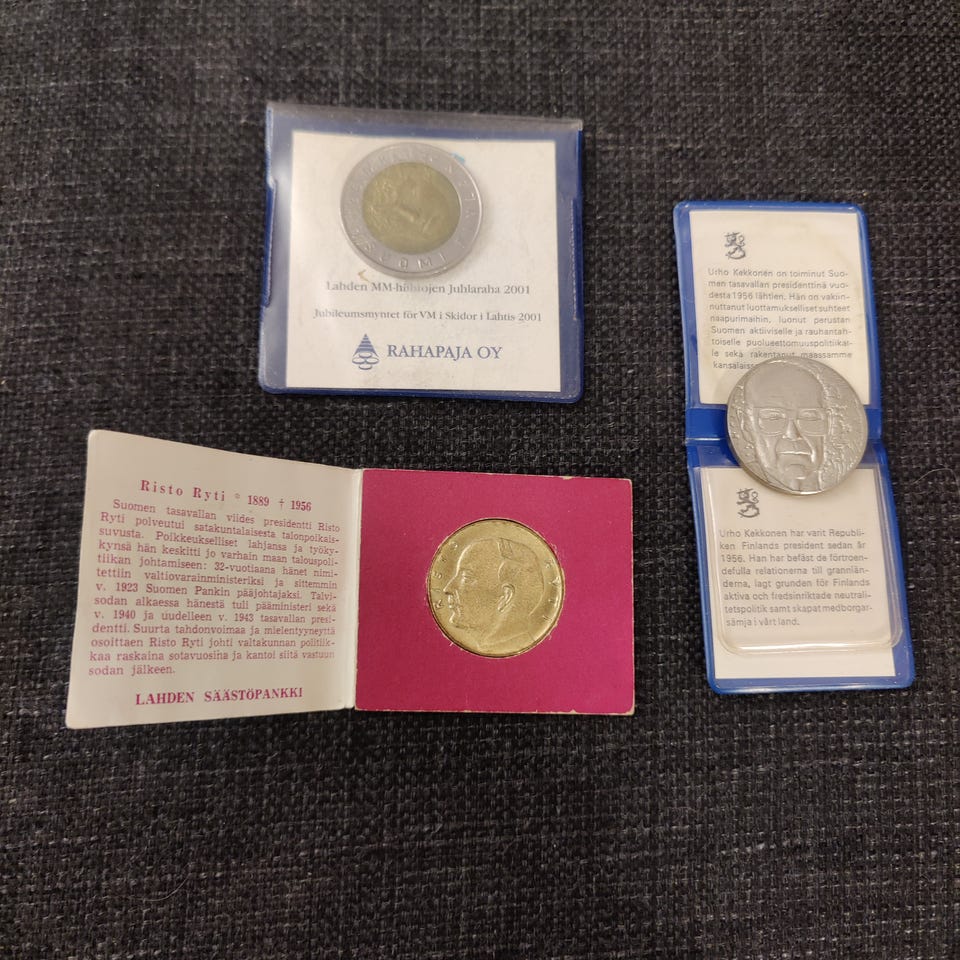 SUOMI
Lahden MM-hiihtojen Juhlaraha 2001
Jubileumsmyntet för VM i Skidor i Lahtis 2001
RAHAPAJA OY
Urho Kekkonen on toiminut Suo-
men tasavallan presidenttinä vuo-
desta 1956 lähtien. Hän on vakiin-
nuttanut luottamukselliset suhteet
naapurimaihin, luonut perustan
Suomen aktiiviselle ja rauhantah-
toiselle puolueettomuuspolitiikal-
le sekä rakentanut maassamme
kansalaiss
Urho Kekkonen har varit Republi-
ken Finlands president sedan år
1956. Han har befäst de förtroen-
defulla relationerna till grannlän-
derna, lagt grunden för Finlands
aktiva och fredsinriktade neutrali-
tetspolitik samt skapat medborgar-
sämja i vårt land.
Risto Ryti * 1889 † 1956
Suomen tasavallan viides presidentti Risto
Ryti polveutui satakuntalaisesta talonpoikais-
suvusta. Poikkeukselliset lahjansa ja työky-
kynsä hän keskitti jo varhain maan talouspoli-
tiikan johtamiseen: 32-vuotiaana hänet nimi-
tettiin valtiovarainministeriksi ja sittemmin
v. 1923 Suomen Pankin pääjohtajaksi. Talvi-
sodan alkaessa hänestä tuli pääministeri sekä
v. 1940 ja uudelleen v. 1943 tasavallan presi-
dentti. Suurta tahdonvoimaa ja mielentyyneyttä
osoittaen Risto Ryti johti valtakunnan politiik-
kaa raskaina sotavuosina ja kantoi siitä vastuun
sodan jälkeen.
LAHDEN SÄÄSTÖPANKKI
RISTO RYTI